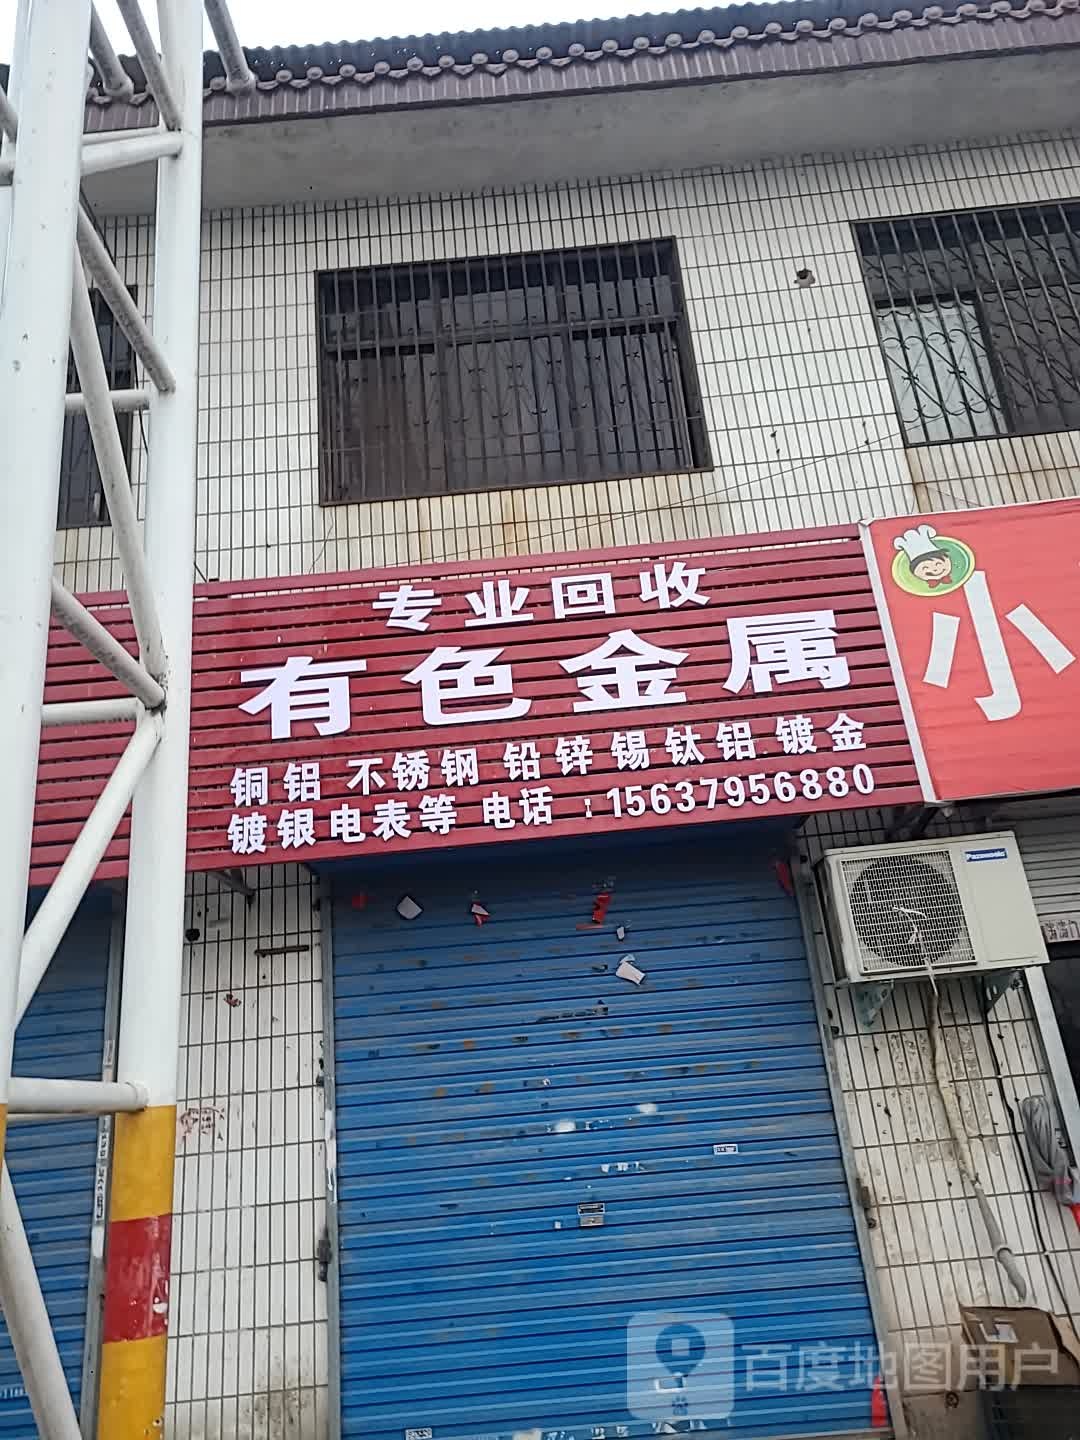 专业回收
有色金属
铜铝 不锈钢 铅锌锡钛铝镀金
镀银电表等 电话：15637956880
小
Panasonic
百度地图用户